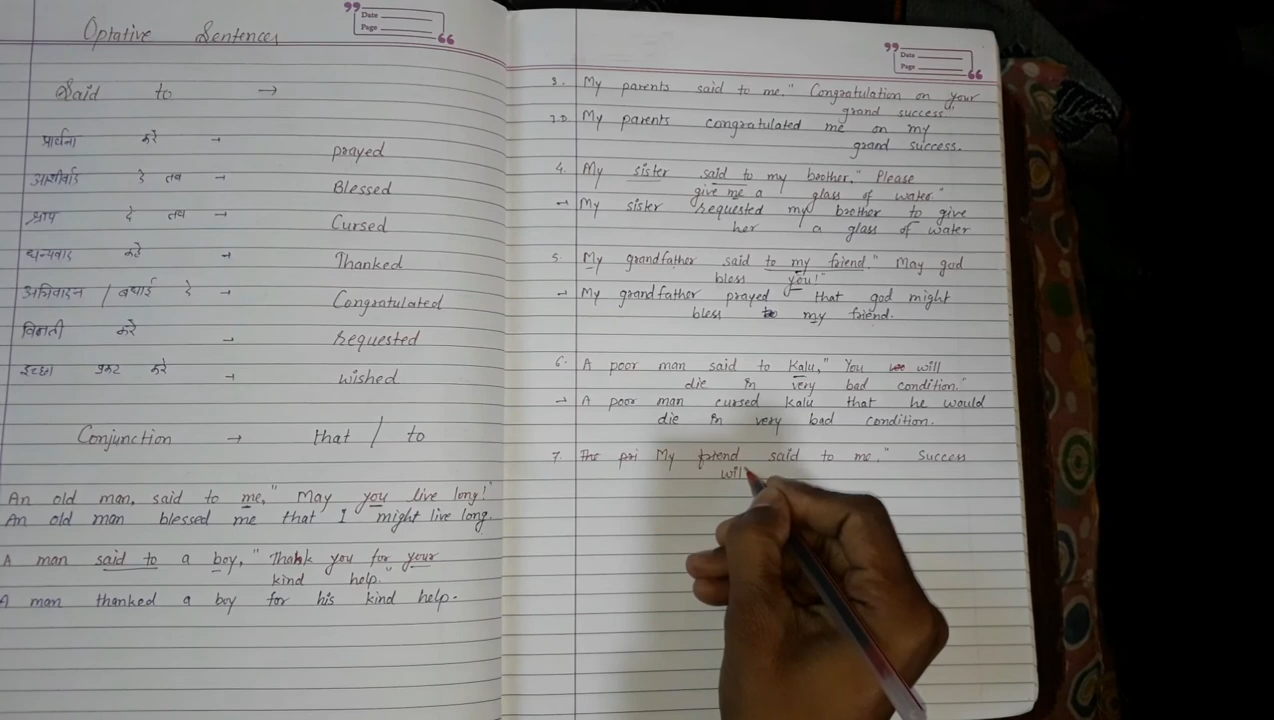 Optative Sentences
Date
Page
Said to →
प्रार्थना करे → prayed
आशीर्वाद दे तब → Blessed
श्राप दे तब → Cursed
धन्यवाद कहे → Thanked
अभिवादन / बधाई दे → Congratulated
विनती करे → requested
इच्छा प्रकट करे → wished
Conjunction → that / to
An old man, said to me," May you live long!"
An old man blessed me that I might live long.
A man said to a boy," Thank you for your
kind help."
A man thanked a boy for his kind help.
Date
Page
3. My parents said to me." Congratulation on your
grand success"
My parents congratulated me on my
grand success.
4. My sister said to my brother." Please
give me a glass of water."
→ My sister requested my brother to give
her a glass of water
5. My grandfather said to my friend." May god
bless you!"
→ My grandfather prayed that god might
bless my friend.
6. A poor man said to Kalu," You will
die in very bad condition."
→ A poor man cursed Kalu that he would
die in very bad condition.
7. The pri My friend said to me," Success
will